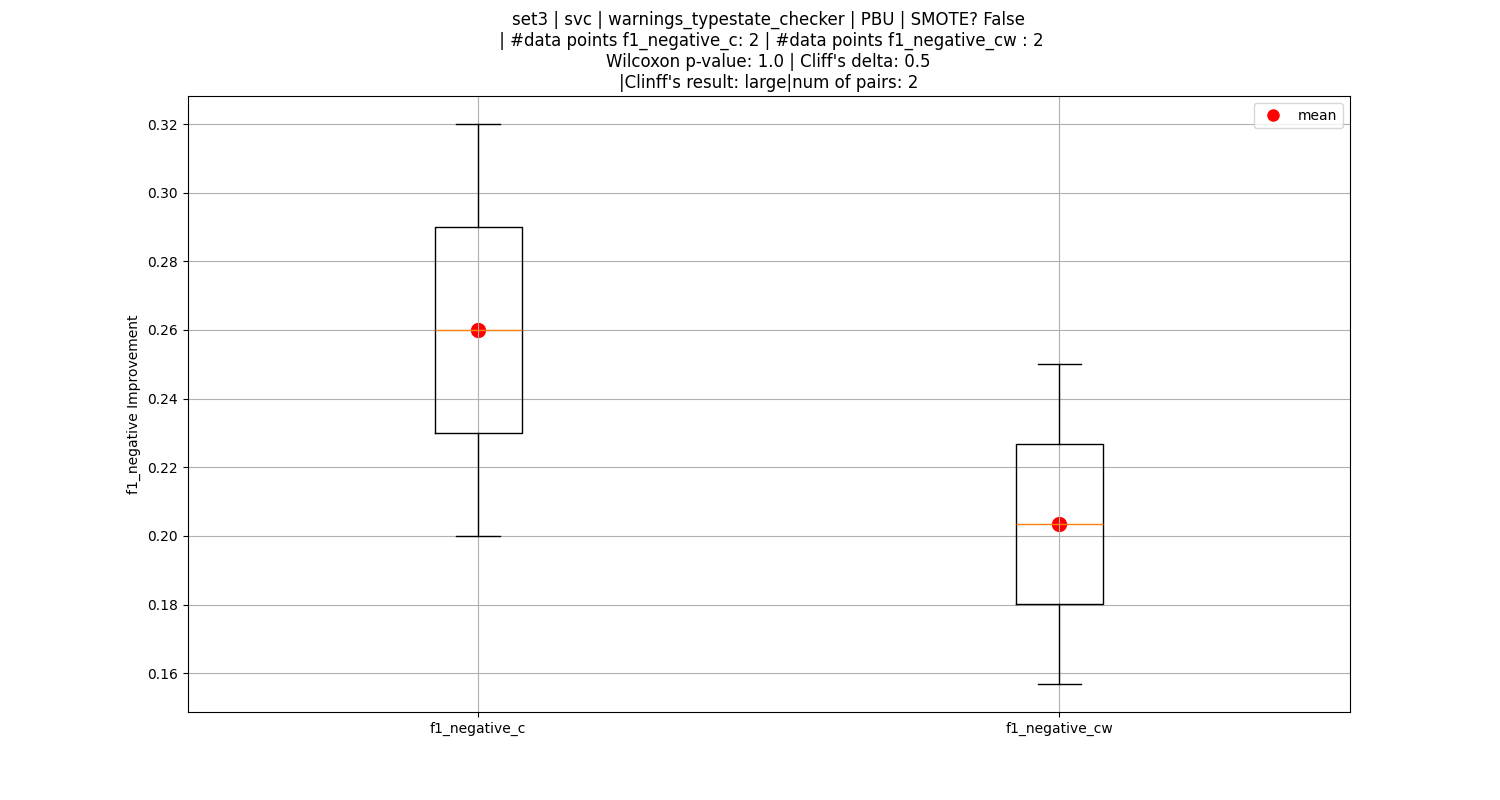 set3 | svc | warnings_typestate_checker | PBU | SMOTE? False
| #data points f1_negative_c: 2 | #data points f1_negative_cw : 2
Wilcoxon p-value: 1.0 | Cliff's delta: 0.5
|Clinff's result: large|num of pairs: 2
mean
0.32
0.30
0.28
0.26
0.24
0.22
0.20
0.18
0.16
f1_negative Improvement
f1_negative_c
f1_negative_cw